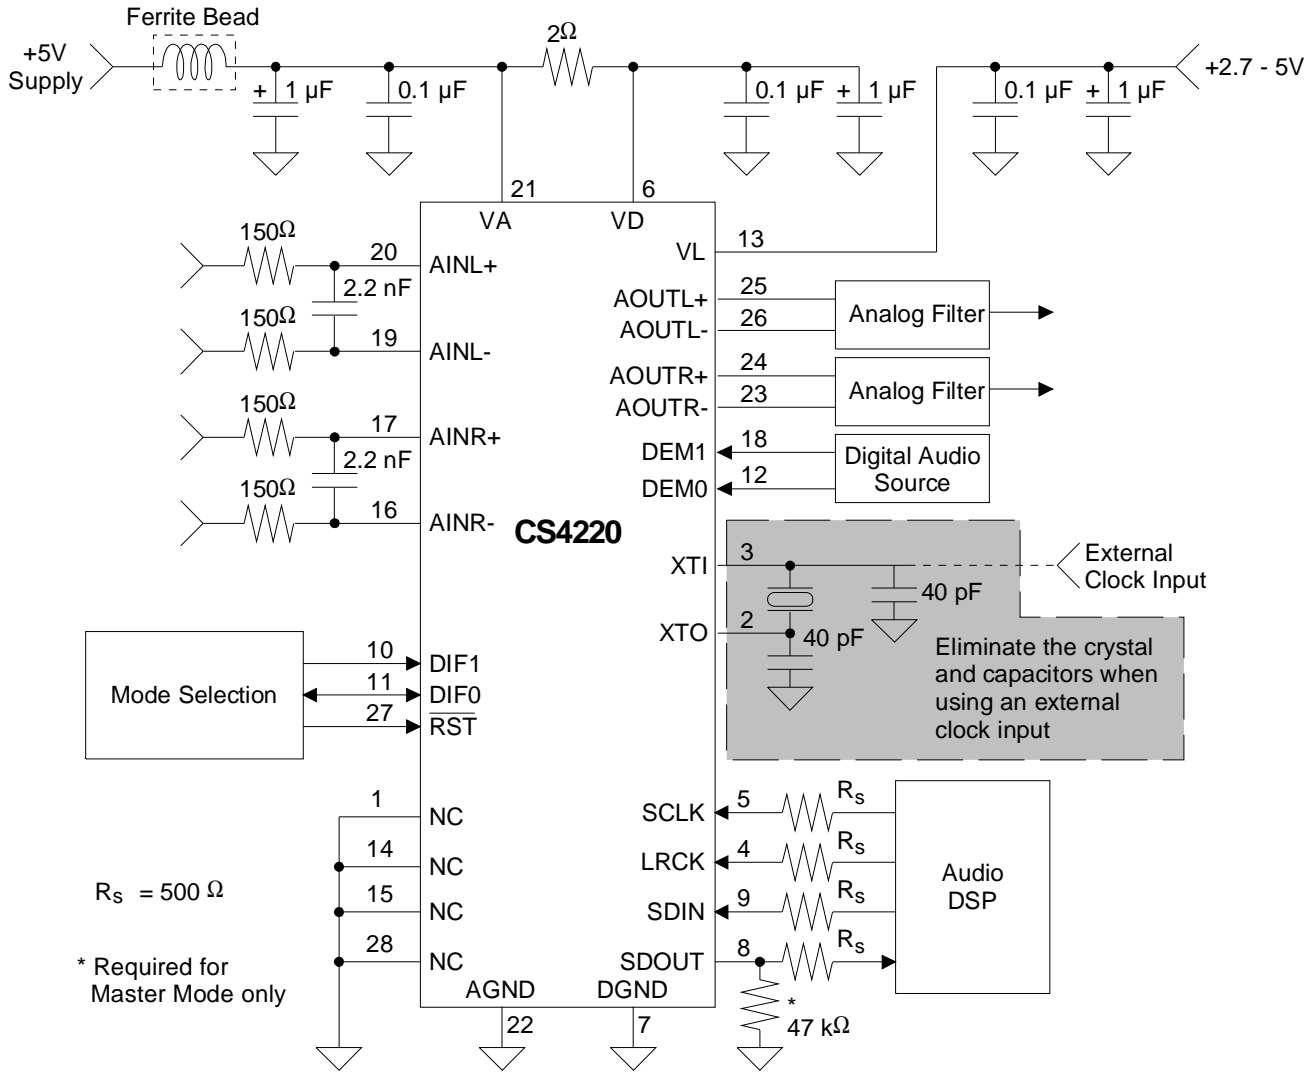 Ferrite Bead
+5V
Supply
2Ω
+2.7 - 5V
+ 1 µF
0.1 µF
0.1 µF
+ 1 µF
0.1 µF
+ 1 µF
21
6
VA
VD
13
VL
150Ω
20
AINL+
2.2 nF
150Ω
19
AINL-
150Ω
17
AINR+
2.2 nF
150Ω
16
AINR-
CS4220
25
AOUTL+
26
AOUTL-
Analog Filter
24
AOUTR+
23
AOUTR-
Analog Filter
18
DEM1
12
DEM0
Digital Audio
Source
3
XTI
External
Clock Input
40 pF
2
XTO
40 pF
Eliminate the crystal
and capacitors when
using an external
clock input
Mode Selection
10
DIF1
11
DIF0
27
RST
1
NC
14
NC
15
NC
28
NC
Rs = 500 Ω
* Required for
Master Mode only
SCLK
5
Rs
LRCK
4
Rs
SDIN
9
Rs
SDOUT
8
Rs
Audio
DSP
*
47 kΩ
AGND
DGND
22
7